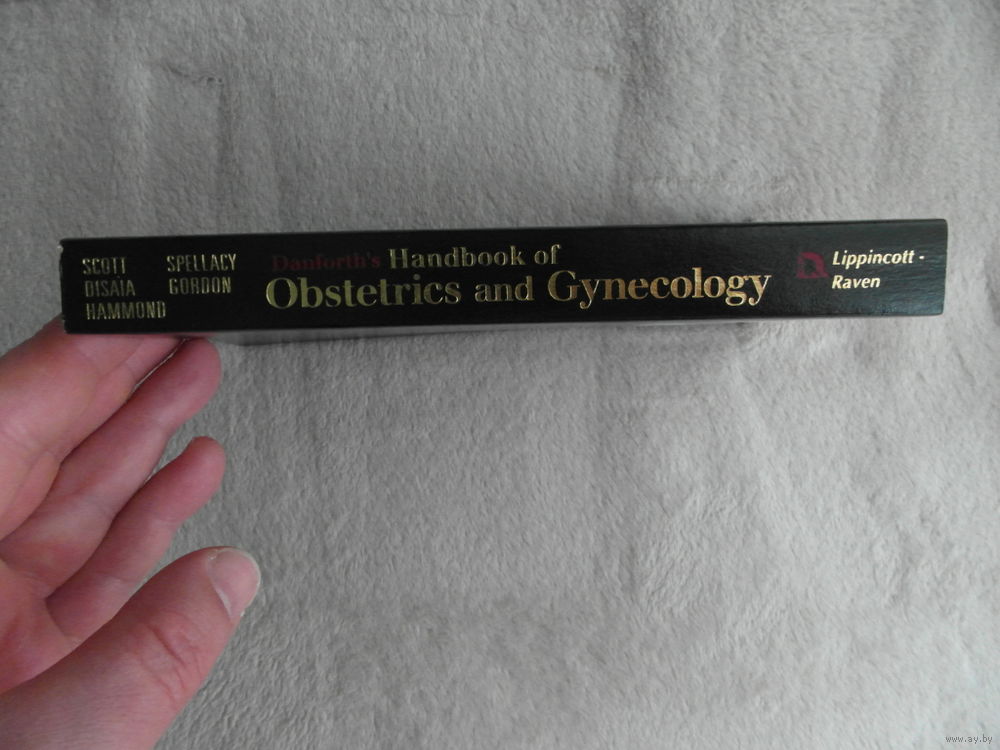 SCOTT SPELLACY
DISAIA GORDON
HAMMOND
Danforth's Handbook of
Obstetrics and Gynecology
Lippincott -
Raven
www.ay.by